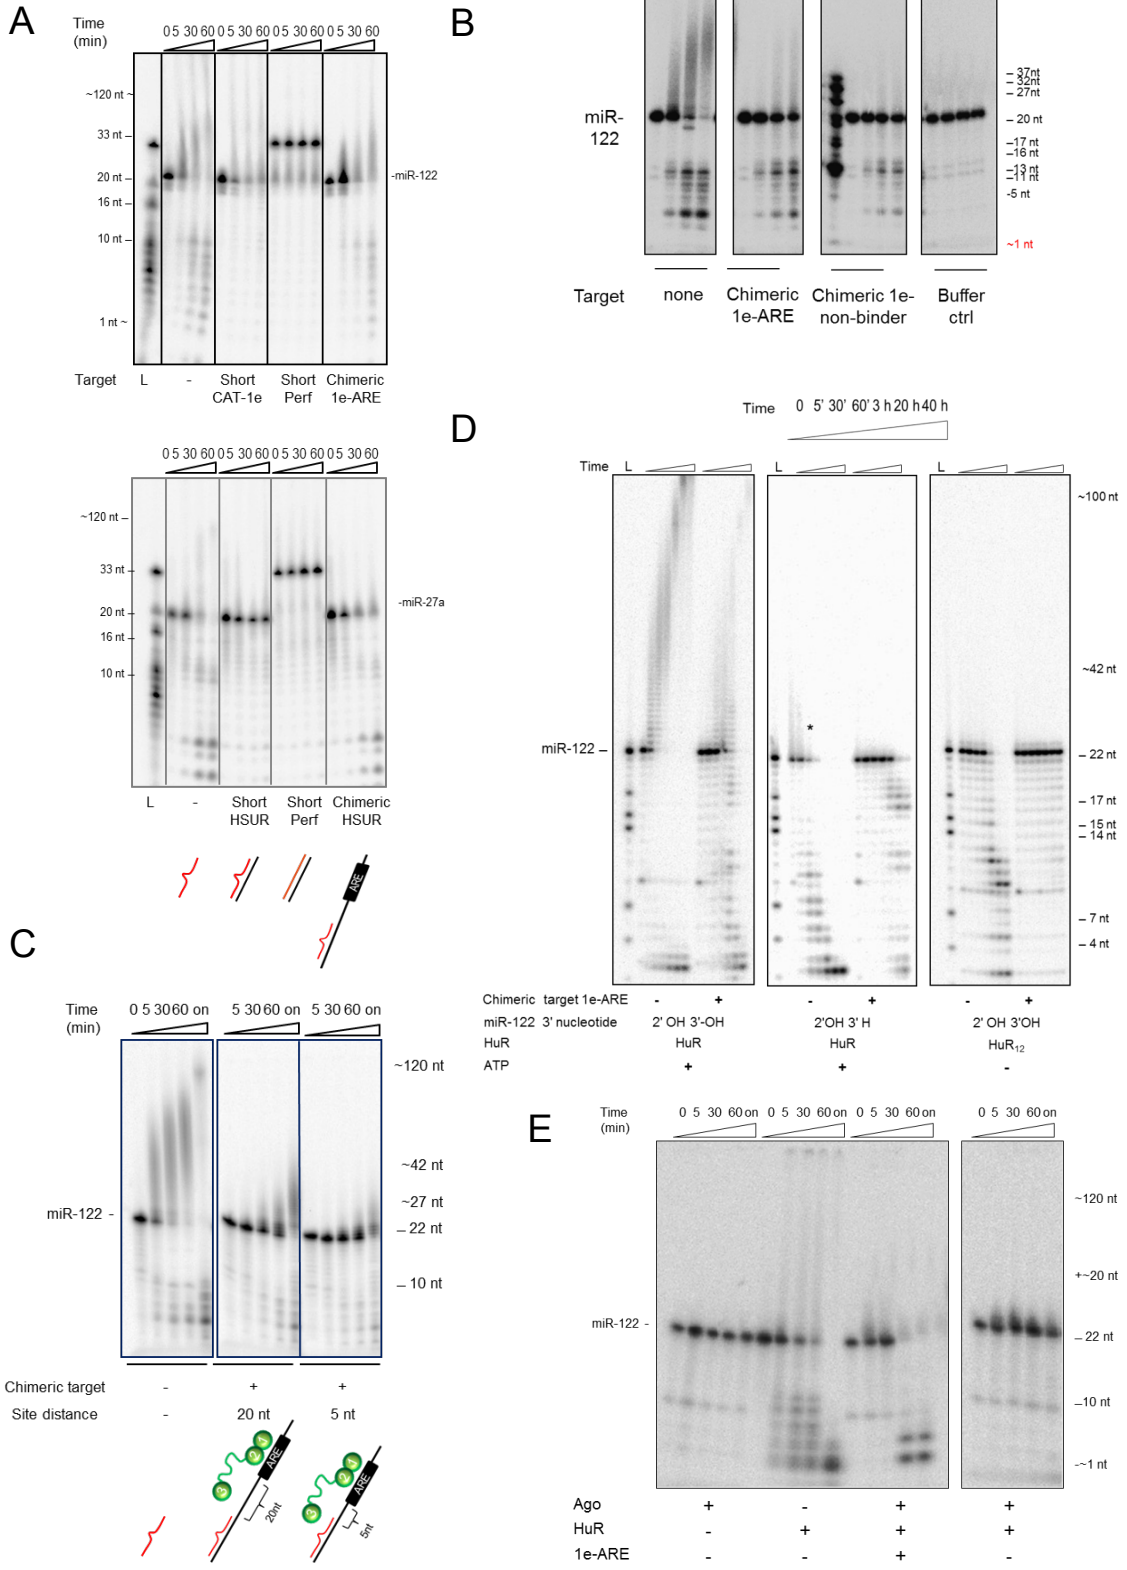 A
Time
(min)
0 5 30 60 0 5 30 60 0 5 30 60 0 5 30 60
~120 nt ~
33 nt –
20 nt –
16 nt –
10 nt –
1 nt ~
-miR-122
Target L - Short CAT-1e Short Perf Chimeric 1e-ARE
0 5 30 60 0 5 30 60 0 5 30 60 0 5 30 60
~120 nt –
33 nt –
20 nt –
16 nt –
10 nt –
-miR-27a
L - Short HSUR Short Perf Chimeric HSUR
ARE
B
miR-
122
– 37nt
– 32nt
– 27nt
– 20 nt
–17 nt
–16 nt
–13 nt
–11 nt
-5 nt
~1 nt
Target none Chimeric 1e-ARE Chimeric 1e-non-binder Buffer ctrl
C
Time
(min)
0 5 30 60 on 5 30 60 on 5 30 60 on
~120 nt
~42 nt
~27 nt
miR-122 -
– 22 nt
– 10 nt
Chimeric target - + +
Site distance - 20 nt 5 nt
1 2 3 ARE 20nt
1 2 3 ARE 5nt
D
Time 0 5' 30' 60' 3 h 20 h 40 h
Time L L L
~100 nt
~42 nt
miR-122 –
*
– 22 nt
– 17 nt
– 15 nt
– 14 nt
– 7 nt
– 4 nt
Chimeric target 1e-ARE - + - + - +
miR-122 3' nucleotide 2' OH 3'-OH 2'OH 3' H 2' OH 3'OH
HuR HuR HuR HuR12
ATP + + -
E
Time
(min)
0 5 30 60 on 0 5 30 60 on 0 5 30 60 on 0 5 30 60 on
~120 nt
+~20 nt
miR-122 -
– 22 nt
–10 nt
-~1 nt
Ago + - + +
HuR - + + +
1e-ARE - - + -